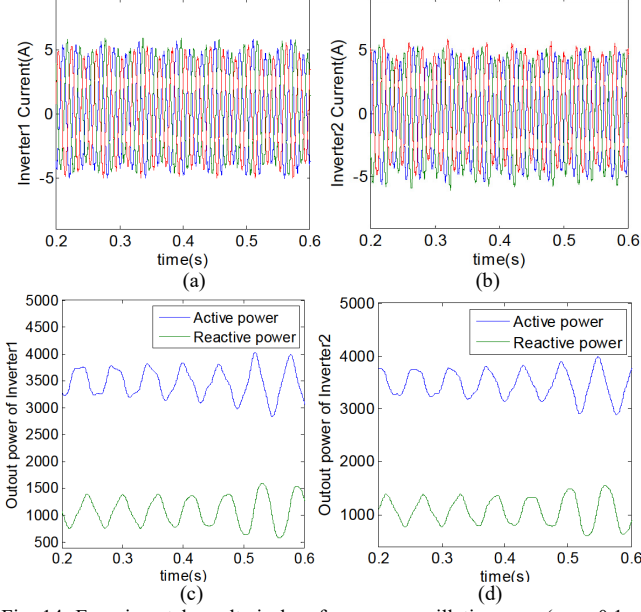 Inverter1 Current(A)
5
0
-5
0.2 0.3 0.4 0.5 0.6
time(s)
(a)
Inverter2 Current(A)
5
0
-5
0.2 0.3 0.4 0.5 0.6
time(s)
(b)
Outout power of Inverter1
5000
4500
4000
3500
3000
2500
2000
1500
1000
500
Active power
Reactive power
0.2 0.3 0.4 0.5 0.6
time(s)
(c)
Outout power of Inverter2
5000
4000
3000
2000
1000
Active power
Reactive power
0.2 0.3 0.4 0.5 0.6
time(s)
(d)